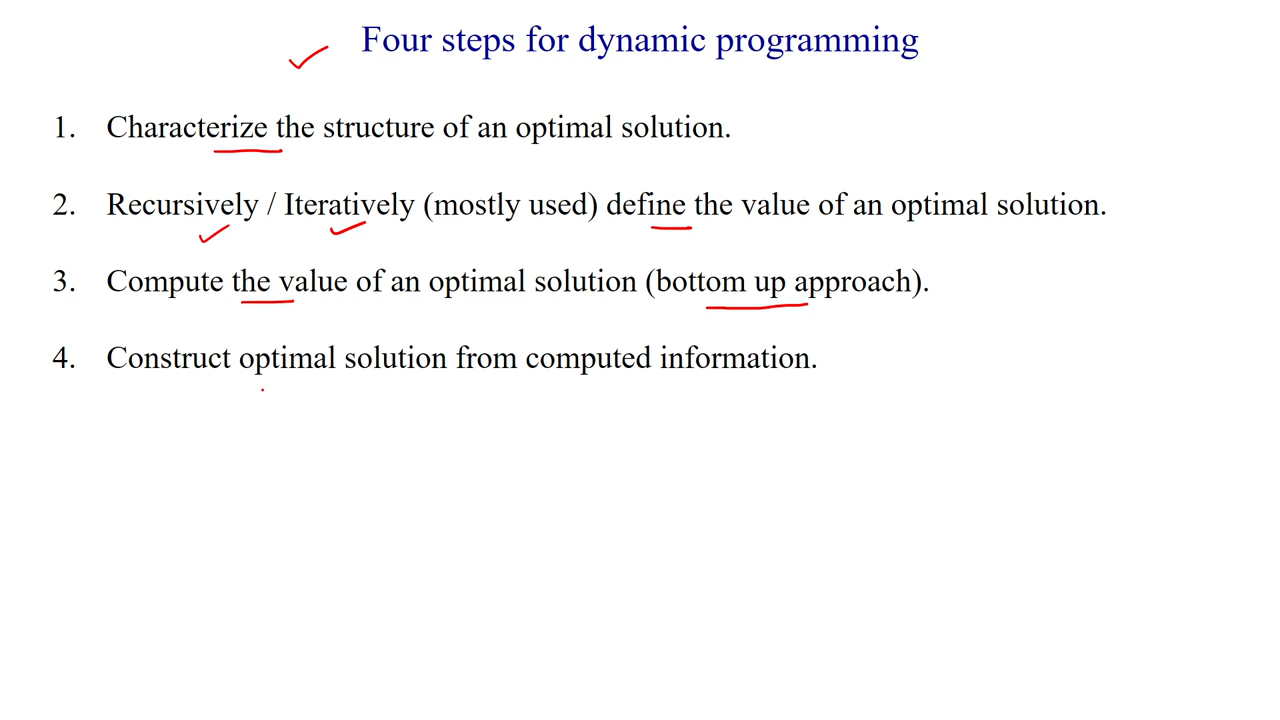 Four steps for dynamic programming
1. Characterize the structure of an optimal solution.
2. Recursively / Iteratively (mostly used) define the value of an optimal solution.
3. Compute the value of an optimal solution (bottom up approach).
4. Construct optimal solution from computed information.